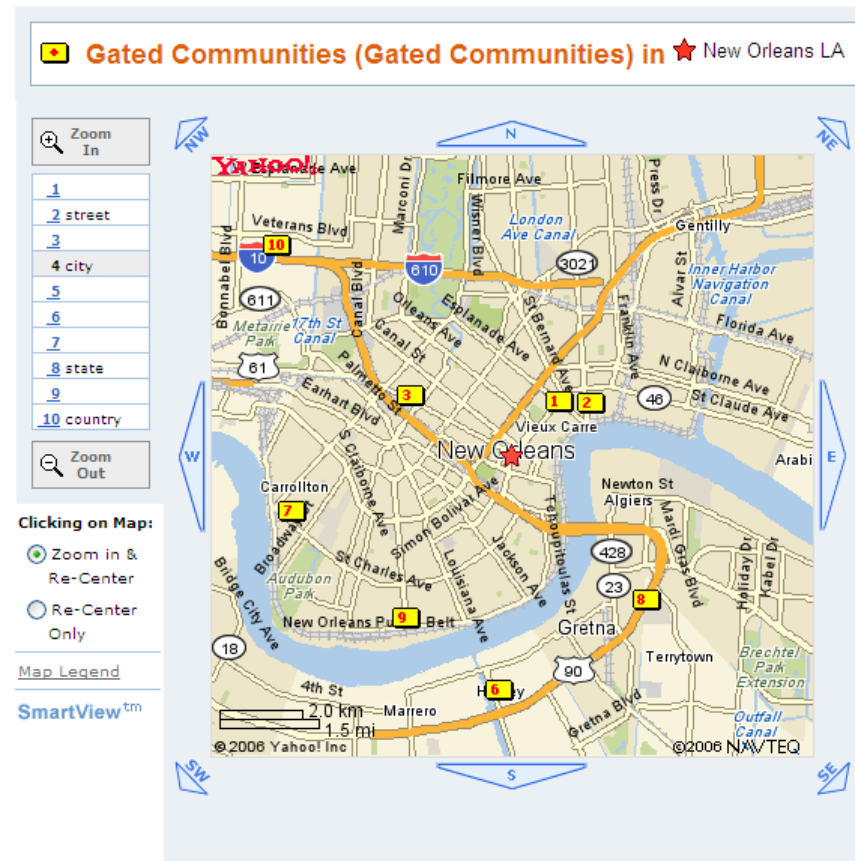 Gated Communities (Gated Communities) in New Orleans LA
Zoom In
1
2 street
3
4 city
5
6
7
8 state
9
10 country
Zoom Out
Clicking on Map:
Zoom in & Re-Center
Re-Center Only
Map Legend
SmartView tm
NW
N
NE
W
E
SW
S
SE
YAHOO!
Esplanade Ave
Marconi Dr
Filmore Ave
Wisner Blvd
Press Dr
Veterans Blvd
London Ave Canal
Gentilly
Bonnabel Blvd
10
10
610
3021
Alvar St
Inner Harbor Navigation Canal
611
Canal Blvd
Orleans Ave
Esplanade Ave
St Bernard Ave
Franklin Ave
Florida Ave
Metairie Park
17th St Canal
Canal St
61
Palmetto St
N Claiborne Ave
Earhart Blvd
3
1
2
46
St Claude Ave
Vieux Carre
New Orleans
Arabi
S Claiborne Ave
Carrollton
7
Broadway St
Simon Bolivar Ave
Newton St
Algiers
Tchoupitoulas St
Mardi Gras Blvd
428
Holiday Dr
Kabel Dr
St Charles Ave
Louisiana Ave
Jackson Ave
Bridge City Ave
Audubon Park
23
8
9
New Orleans Pu Belt
Gretna
18
Terrytown
Brechtel Park Extension
90
4th St
6
Marrero
Gretna Blvd
Outfall Canal
2.0 km
1.5 mi
©2006 Yahoo! Inc
©2006 NAVTEQ